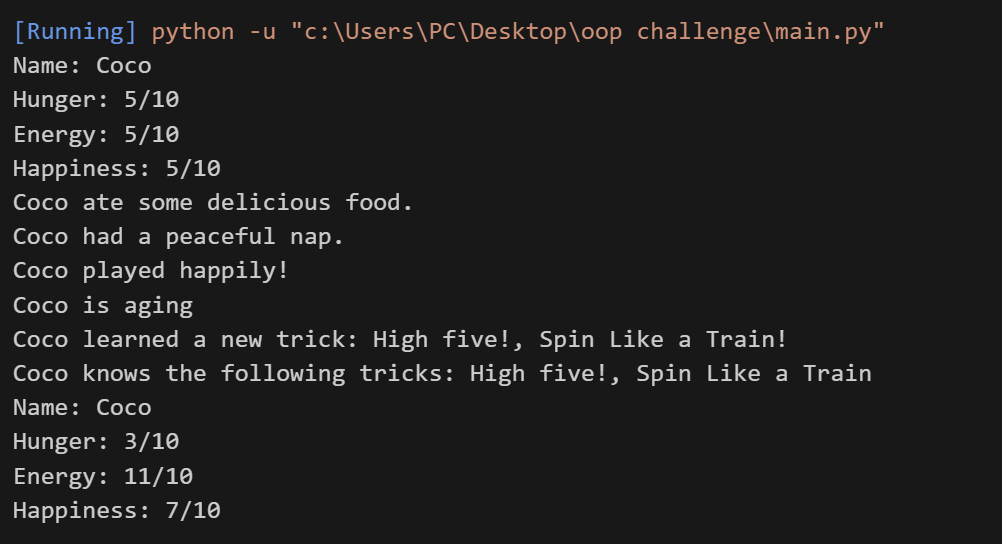 [Running] python -u "c:\Users\PC\Desktop\oop challenge\main.py"
Name: Coco
Hunger: 5/10
Energy: 5/10
Happiness: 5/10
Coco ate some delicious food.
Coco had a peaceful nap.
Coco played happily!
Coco is aging
Coco learned a new trick: High five!, Spin Like a Train!
Coco knows the following tricks: High five!, Spin Like a Train
Name: Coco
Hunger: 3/10
Energy: 11/10
Happiness: 7/10